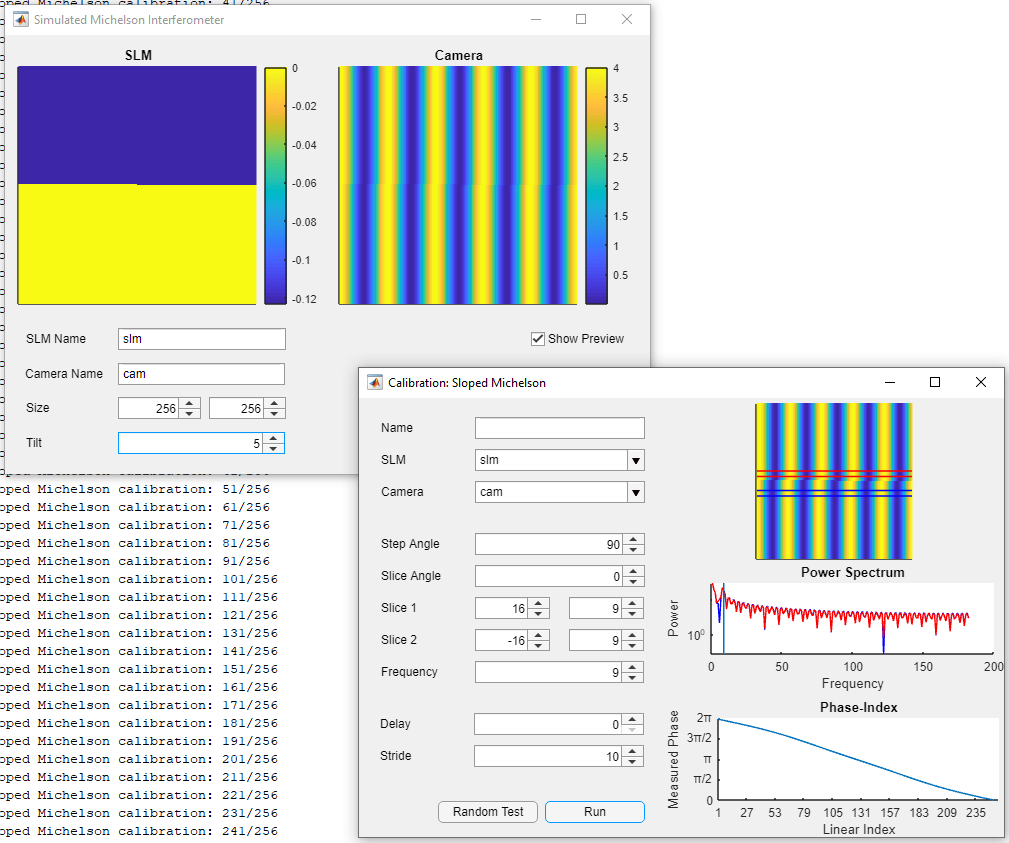 oped Michelson calibration: 41/256
Simulated Michelson Interferometer
SLM
Camera
0
-0.02
-0.04
-0.06
-0.08
-0.1
-0.12
4
3.5
3
2.5
2
1.5
1
0.5
SLM Name
slm
Show Preview
Camera Name
cam
Size
256
256
Tilt
5
oped Michelson calibration: 51/256
oped Michelson calibration: 61/256
oped Michelson calibration: 71/256
oped Michelson calibration: 81/256
oped Michelson calibration: 91/256
oped Michelson calibration: 101/256
oped Michelson calibration: 111/256
oped Michelson calibration: 121/256
oped Michelson calibration: 131/256
oped Michelson calibration: 141/256
oped Michelson calibration: 151/256
oped Michelson calibration: 161/256
oped Michelson calibration: 171/256
oped Michelson calibration: 181/256
oped Michelson calibration: 191/256
oped Michelson calibration: 201/256
oped Michelson calibration: 211/256
oped Michelson calibration: 221/256
oped Michelson calibration: 231/256
oped Michelson calibration: 241/256
Calibration: Sloped Michelson
Name
SLM
slm
Camera
cam
Step Angle
90
Slice Angle
0
Slice 1
16
9
Slice 2
-16
9
Frequency
9
Delay
0
Stride
10
Random Test
Run
Power Spectrum
Power
10⁰
0
50
100
150
200
Frequency
Phase-Index
Measured Phase
2π
3π/2
π
π/2
0
1
27
53
79
105
131
157
183
209
235
Linear Index